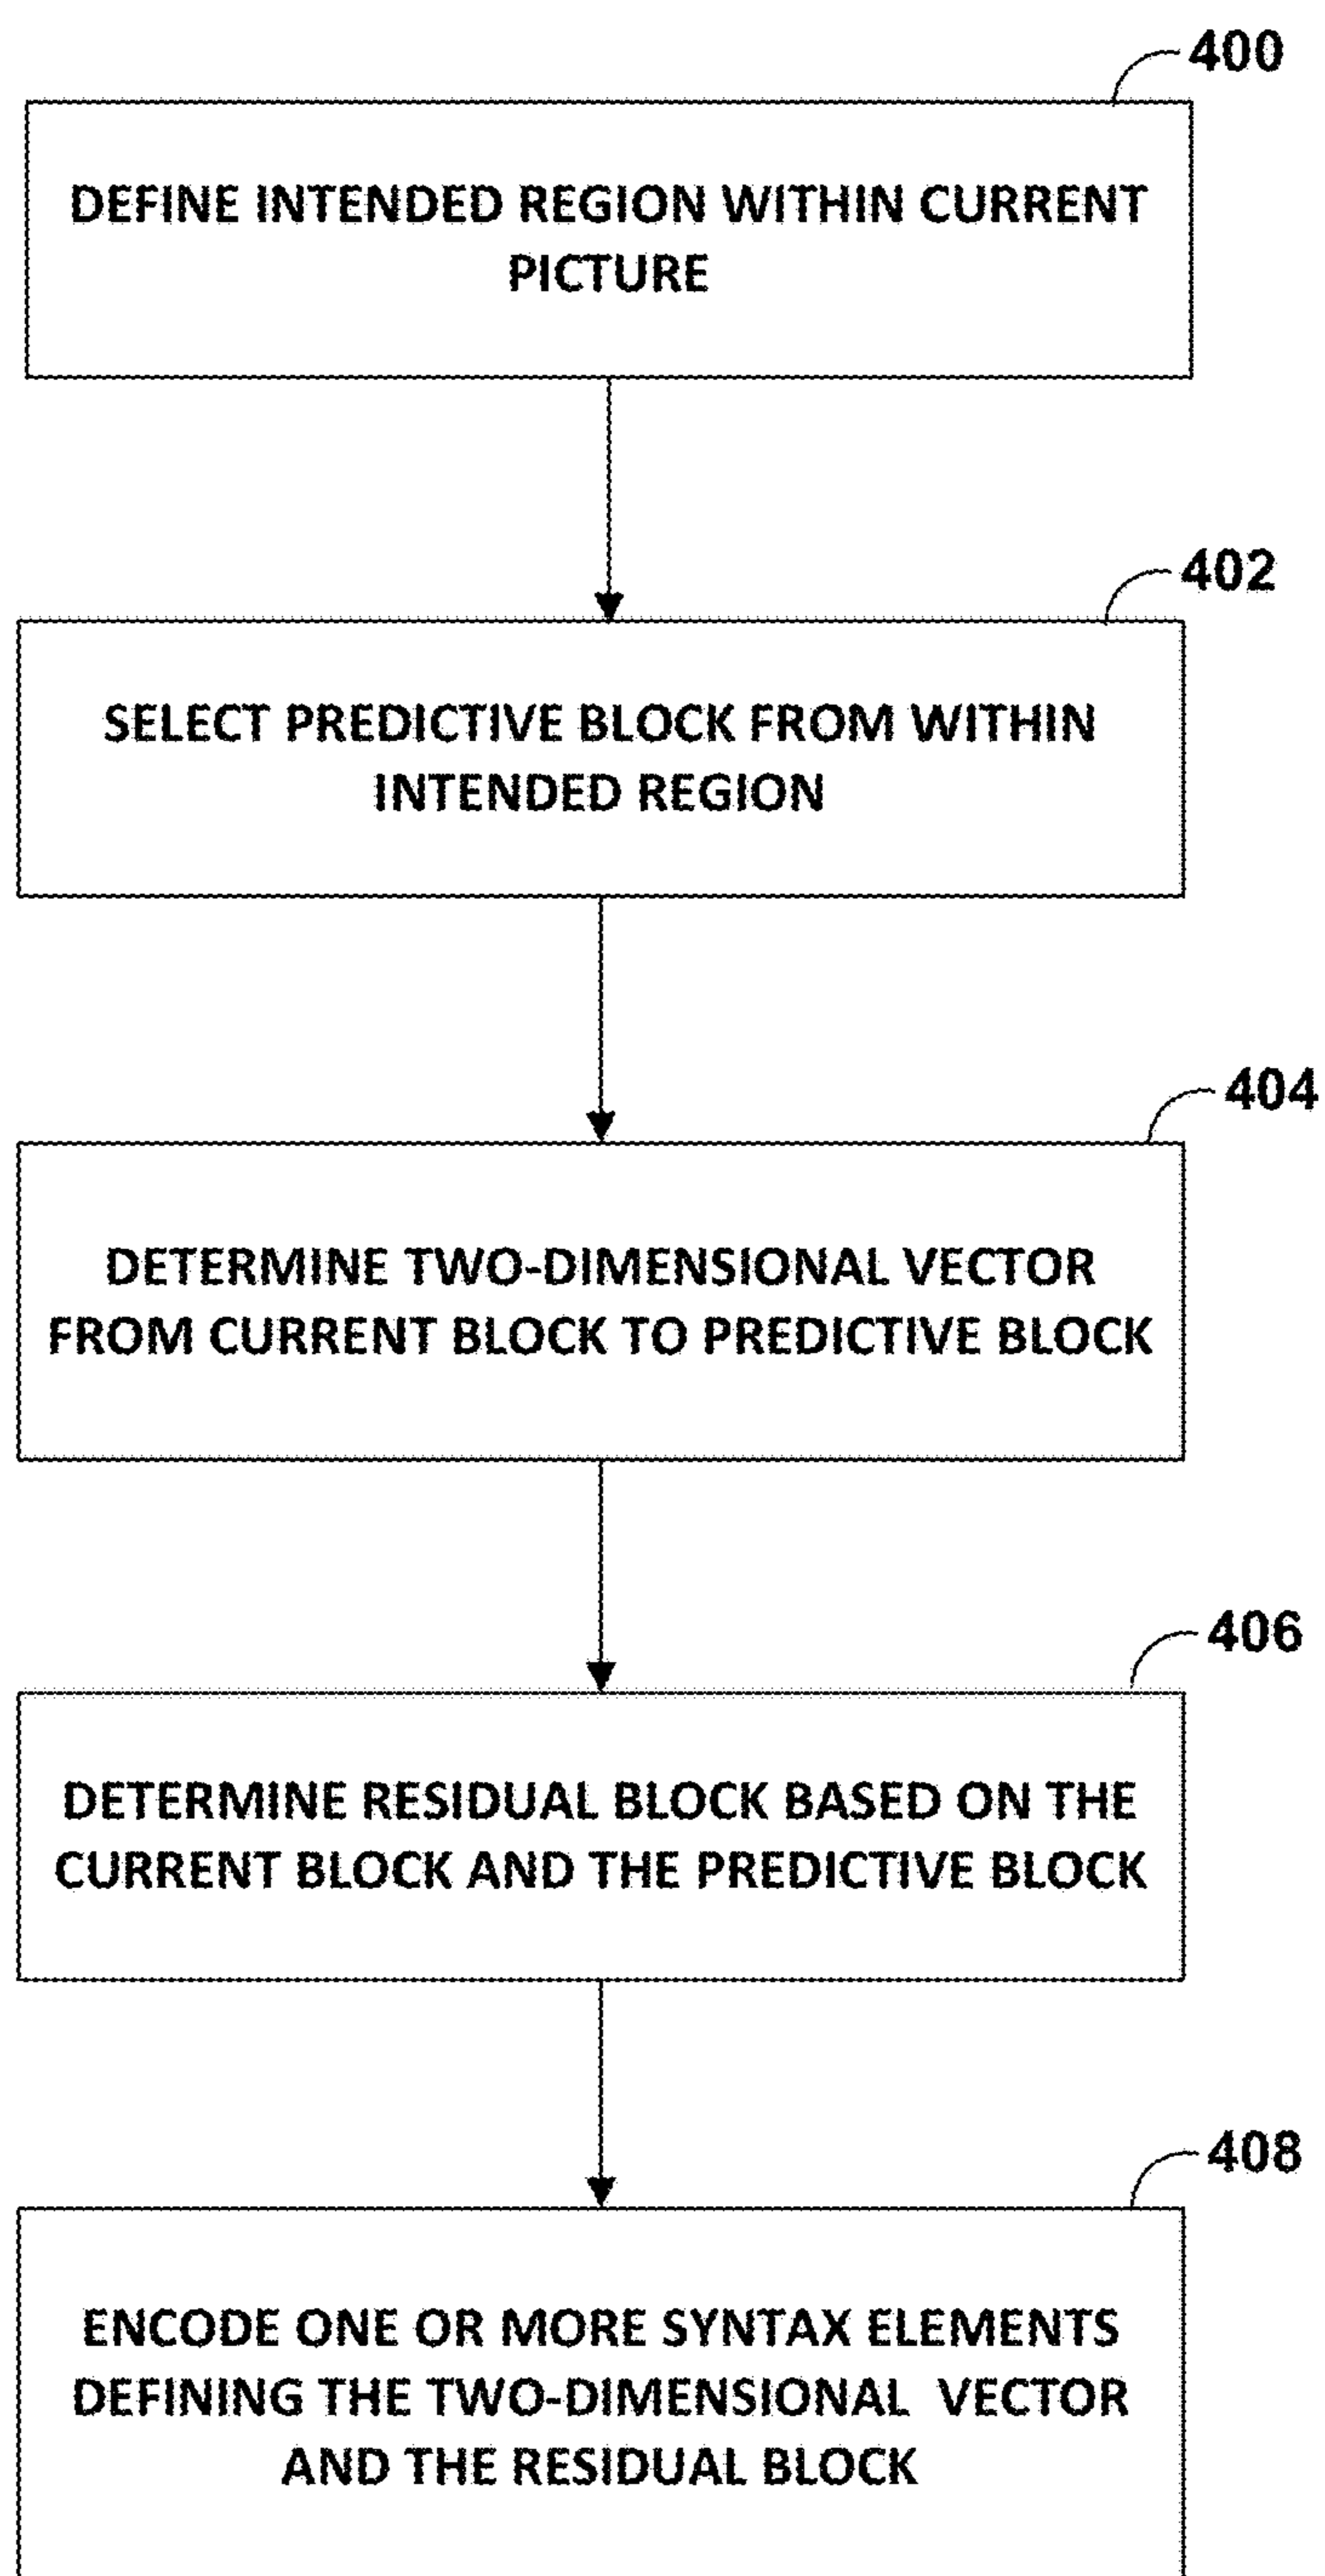 400
DEFINE INTENDED REGION WITHIN CURRENT
PICTURE
402
SELECT PREDICTIVE BLOCK FROM WITHIN
INTENDED REGION
404
DETERMINE TWO-DIMENSIONAL VECTOR
FROM CURRENT BLOCK TO PREDICTIVE BLOCK
406
DETERMINE RESIDUAL BLOCK BASED ON THE
CURRENT BLOCK AND THE PREDICTIVE BLOCK
408
ENCODE ONE OR MORE SYNTAX ELEMENTS
DEFINING THE TWO-DIMENSIONAL VECTOR
AND THE RESIDUAL BLOCK